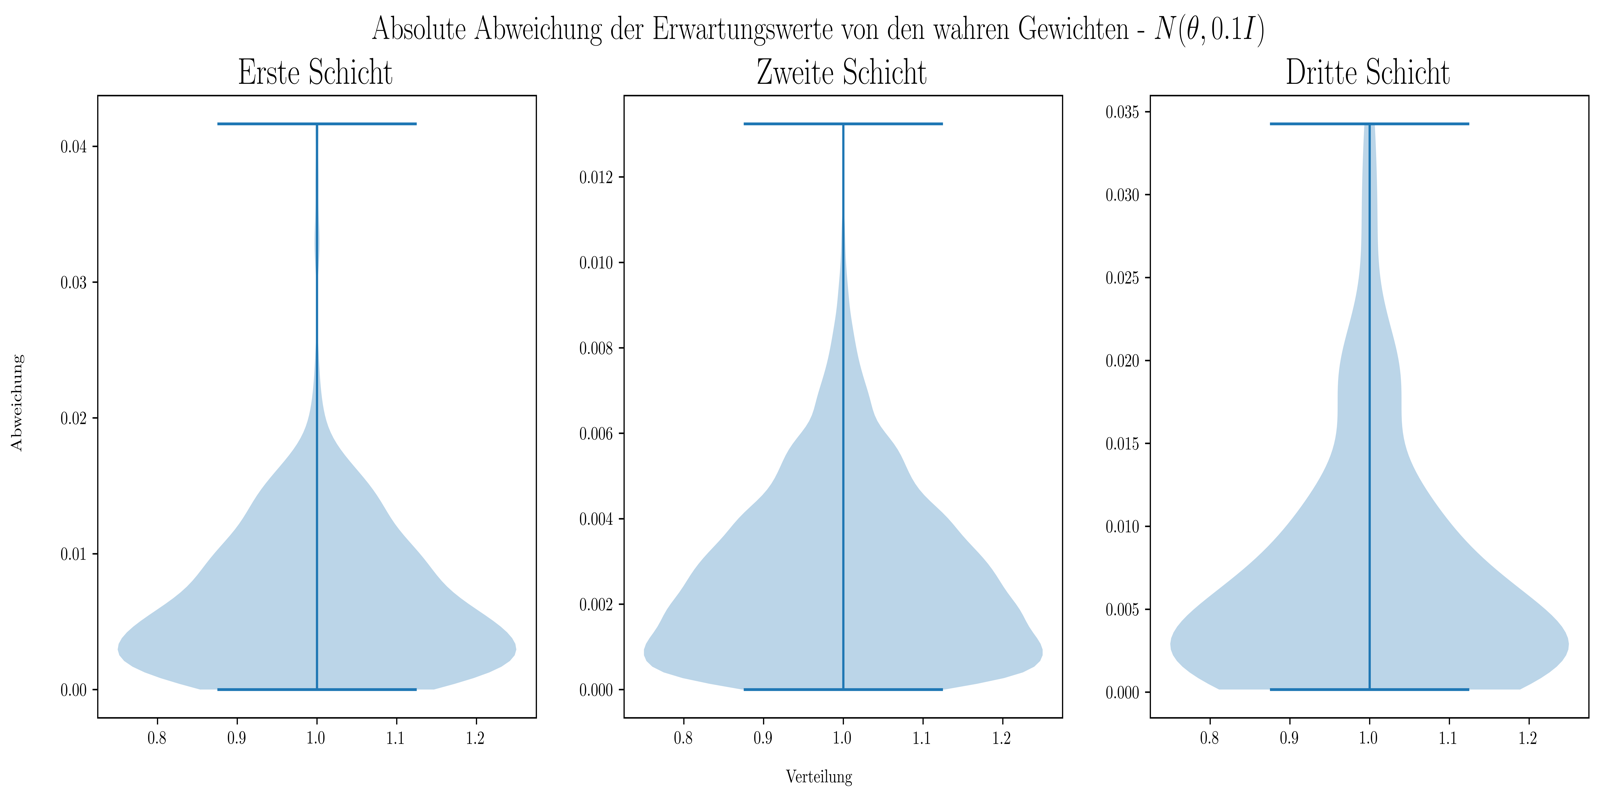 Absolute Abweichung der Erwartungswerte von den wahren Gewichten - N(θ, 0.1I)
Erste Schicht
Zweite Schicht
Dritte Schicht
Abweichung
0.04
0.03
0.02
0.01
0.00
0.8 0.9 1.0 1.1 1.2
0.012
0.010
0.008
0.006
0.004
0.002
0.000
0.8 0.9 1.0 1.1 1.2
0.035
0.030
0.025
0.020
0.015
0.010
0.005
0.000
0.8 0.9 1.0 1.1 1.2
Verteilung